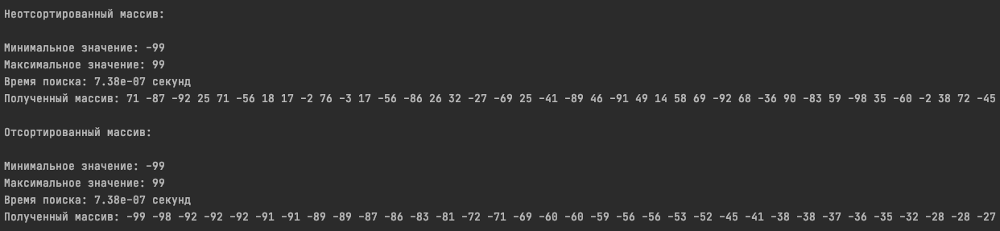 Неотсортированный массив:
Минимальное значение: -99
Максимальное значение: 99
Время поиска: 7.38e-07 секунд
Полученный массив: 71 -87 -92 25 71 -56 18 17 -2 76 -3 17 -56 -86 26 32 -27 -69 25 -41 -89 46 -91 49 14 58 69 -92 68 -36 90 -83 59 -98 35 -60 -2 38 72 -45
Отсортированный массив:
Минимальное значение: -99
Максимальное значение: 99
Время поиска: 7.38e-07 секунд
Полученный массив: -99 -98 -92 -92 -92 -91 -91 -89 -89 -87 -86 -83 -81 -72 -71 -69 -60 -60 -59 -56 -56 -53 -52 -45 -41 -38 -38 -37 -36 -35 -32 -28 -28 -27